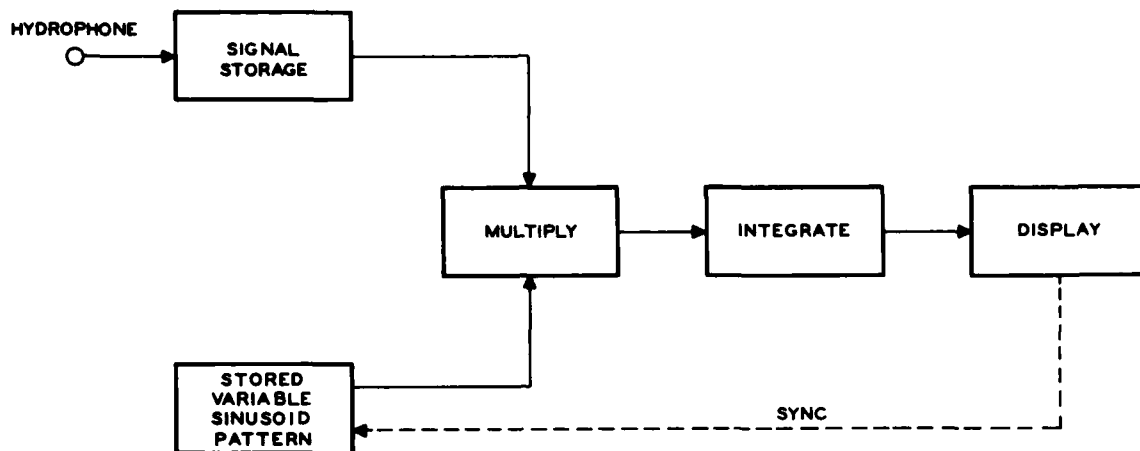 HYDROPHONE
SIGNAL
STORAGE
MULTIPLY
INTEGRATE
DISPLAY
STORED
VARIABLE
SINUSOID
PATTERN
SYNC